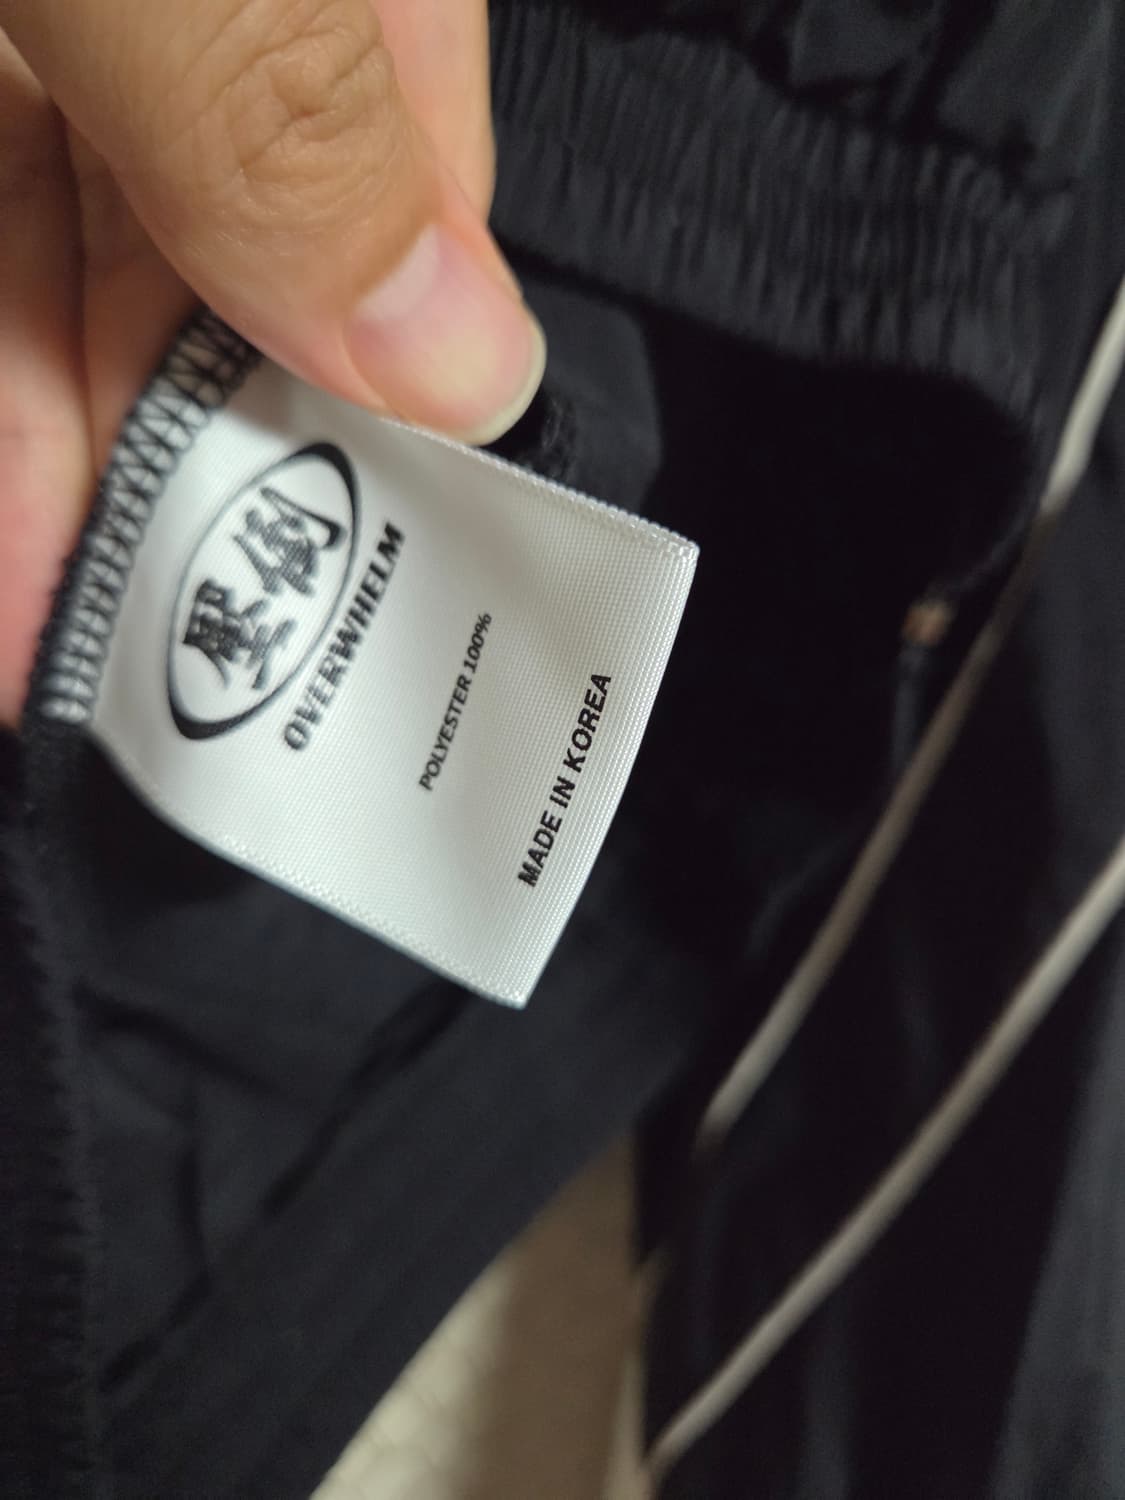 壓倒
OVERWHELM
POLYESTER 100%
MADE IN KOREA